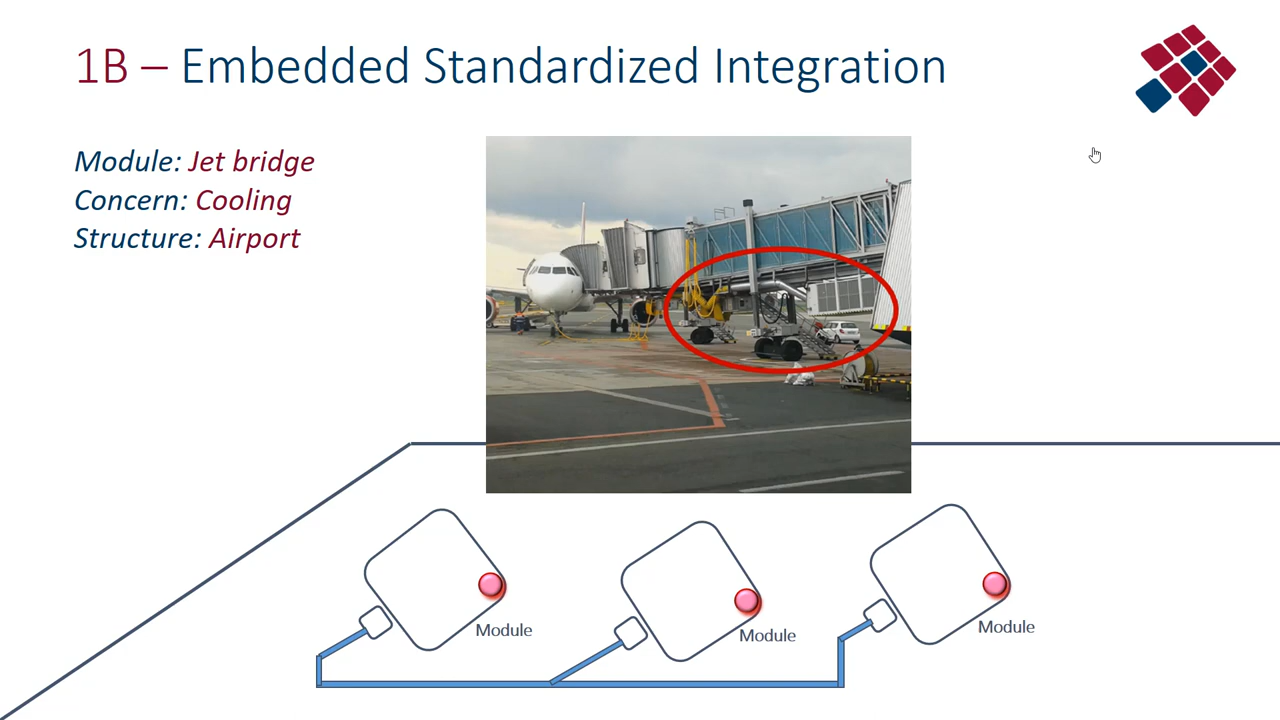 1B – Embedded Standardized Integration
Module: Jet bridge
Concern: Cooling
Structure: Airport
Module
Module
Module